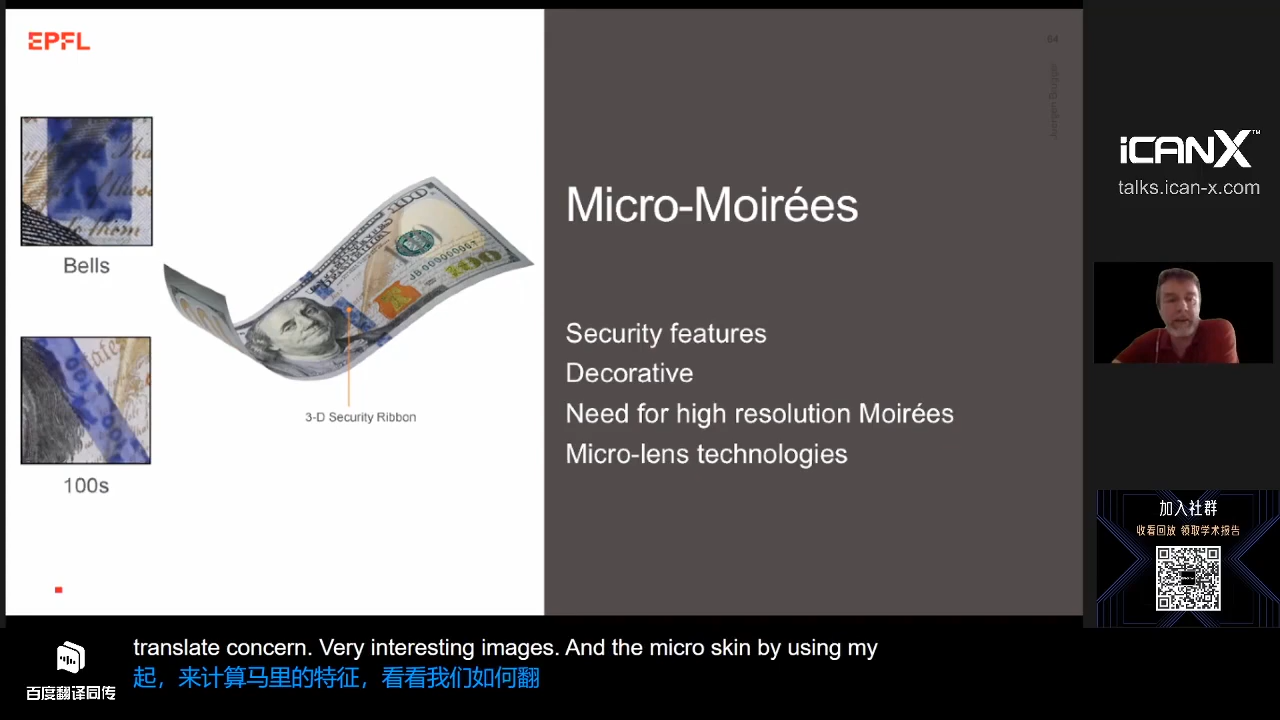 EPFL
Bells
100s
3-D Security Ribbon
Micro-Moirées
Security features
Decorative
Need for high resolution Moirées
Micro-lens technologies
iCANX™
talks.ican-x.com
加入社群
收看回放 领取学术报告
百度翻译同传
translate concern. Very interesting images. And the micro skin by using my
起，来计算马里的特征，看看我们如何翻